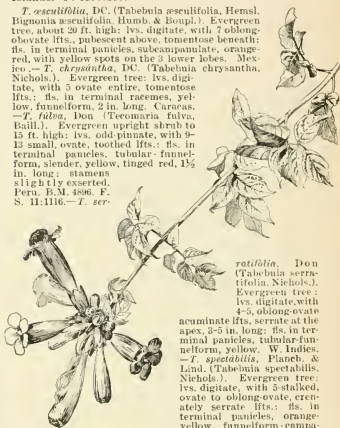 T. æsculifolia, DC. (Tabebuia æsculifolia, Hemsl.
Bignonia æsculifolia, Humb. & Boupl.). Evergreen
tree, about 20 ft. high: lvs. digitate, with 7 oblong-
obovate lfts., pubescent above, tomentose beneath:
fls. in terminal panicles, subcampanulate, orange-
red, with yellow spots on the 3 lower lobes. Mex-
ico.—T. chrysántha, DC. (Tabebuia chrysantha,
Nichols.). Evergreen tree: lvs. digi-
tate, with 5 ovate entire, tomentose
lfts.: fls. in terminal racemes, yel-
low, funnelform, 2 in. long. Caracas.
—T. fúlva, Don (Tecomaria fulva,
Baill.). Evergreen upright shrub to
15 ft. high: lvs. odd-pinnate, with 9-
13 small, ovate, toothed lfts.: fls. in
terminal panicles, tubular-funnel-
form, slender, yellow, tinged red, 1½
in. long; stamens
slightly exserted.
Peru. B.M. 4896. F.
S. 11:1116.—T. ser-
ratifòlia, Don
(Tabebuia serra-
tifolia, Nichols.).
Evergreen tree:
lvs. digitate, with
4-5, oblong-ovate
acuminate lfts., serrate at the
apex, 3-5 in. long: fls. in ter-
minal panicles, tubular-fun-
nelform, yellow. W. Indies.
—T. spectábilis, Planch. &
Lind. (Tabebuia spectabilis,
Nichols.). Evergreen tree:
lvs. digitate, with 5-stalked,
ovate to oblong-ovate, cren-
ately serrate lfts.: fls. in
terminal panicles, orange-
yellow, funnelform-campa-